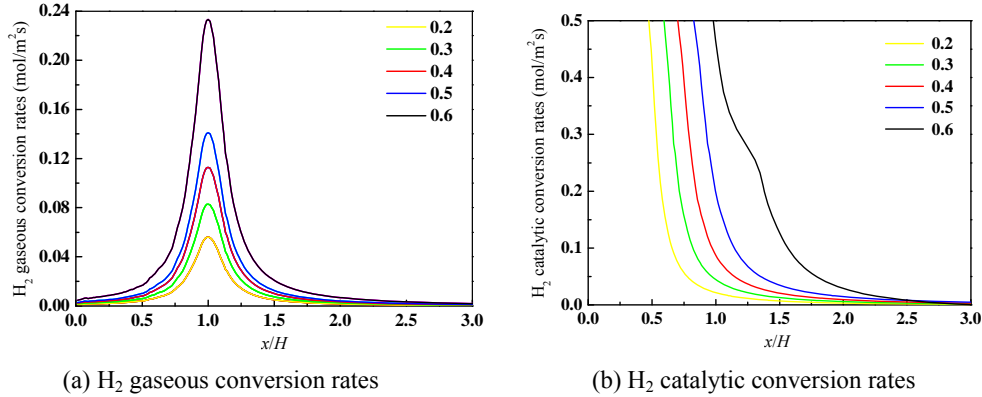 H₂ gaseous conversion rates (mol/m²s)
0.24
0.20
0.16
0.12
0.08
0.04
0.00
0.2
0.3
0.4
0.5
0.6
0.0 0.5 1.0 1.5 2.0 2.5 3.0
x/H
(a) H₂ gaseous conversion rates
H₂ catalytic conversion rates (mol/m²s)
0.5
0.4
0.3
0.2
0.1
0.0
0.2
0.3
0.4
0.5
0.6
0.0 0.5 1.0 1.5 2.0 2.5 3.0
x/H
(b) H₂ catalytic conversion rates